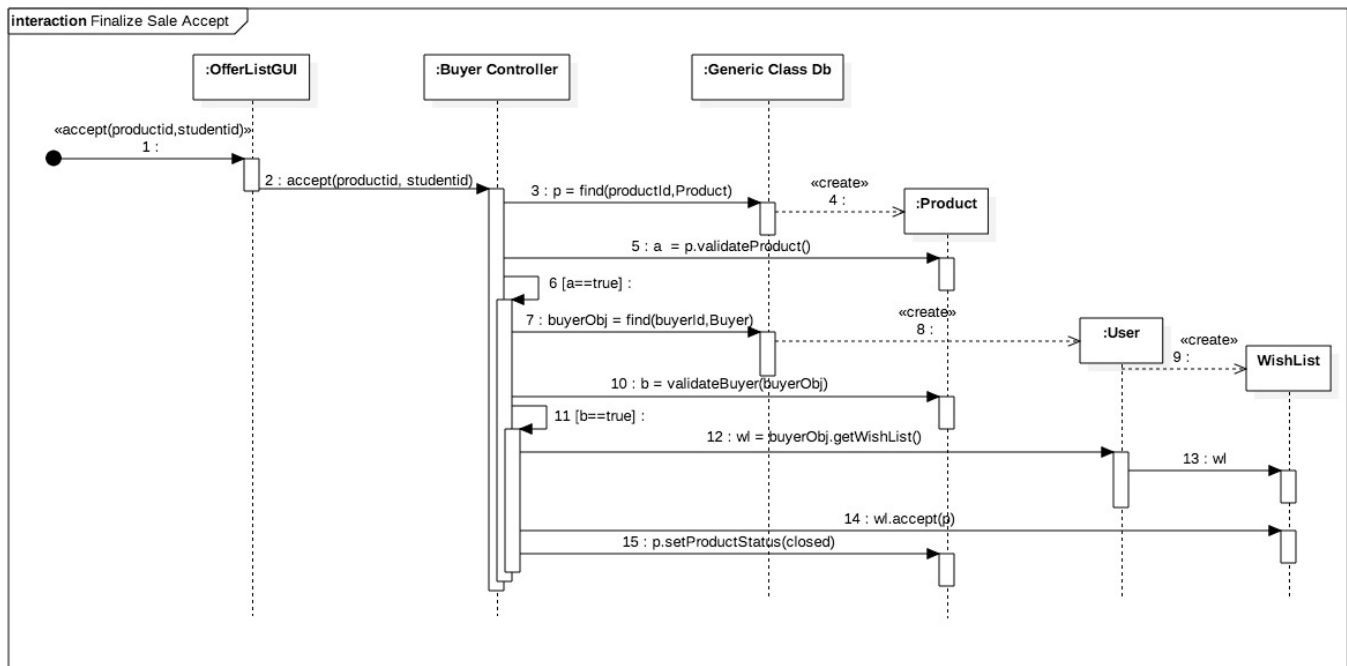 interaction Finalize Sale Accept
:OfferListGUI
:Buyer Controller
:Generic Class Db
«accept(productid,studentid)»
1 :
2 : accept(productid, studentid)
3 : p = find(productId,Product)
«create»
4 :
:Product
5 : a = p.validateProduct()
6 [a==true] :
7 : buyerObj = find(buyerId,Buyer)
«create»
8 :
:User
«create»
9 :
WishList
10 : b = validateBuyer(buyerObj)
11 [b==true] :
12 : wl = buyerObj.getWishList()
13 : wl
14 : wl.accept(p)
15 : p.setProductStatus(closed)